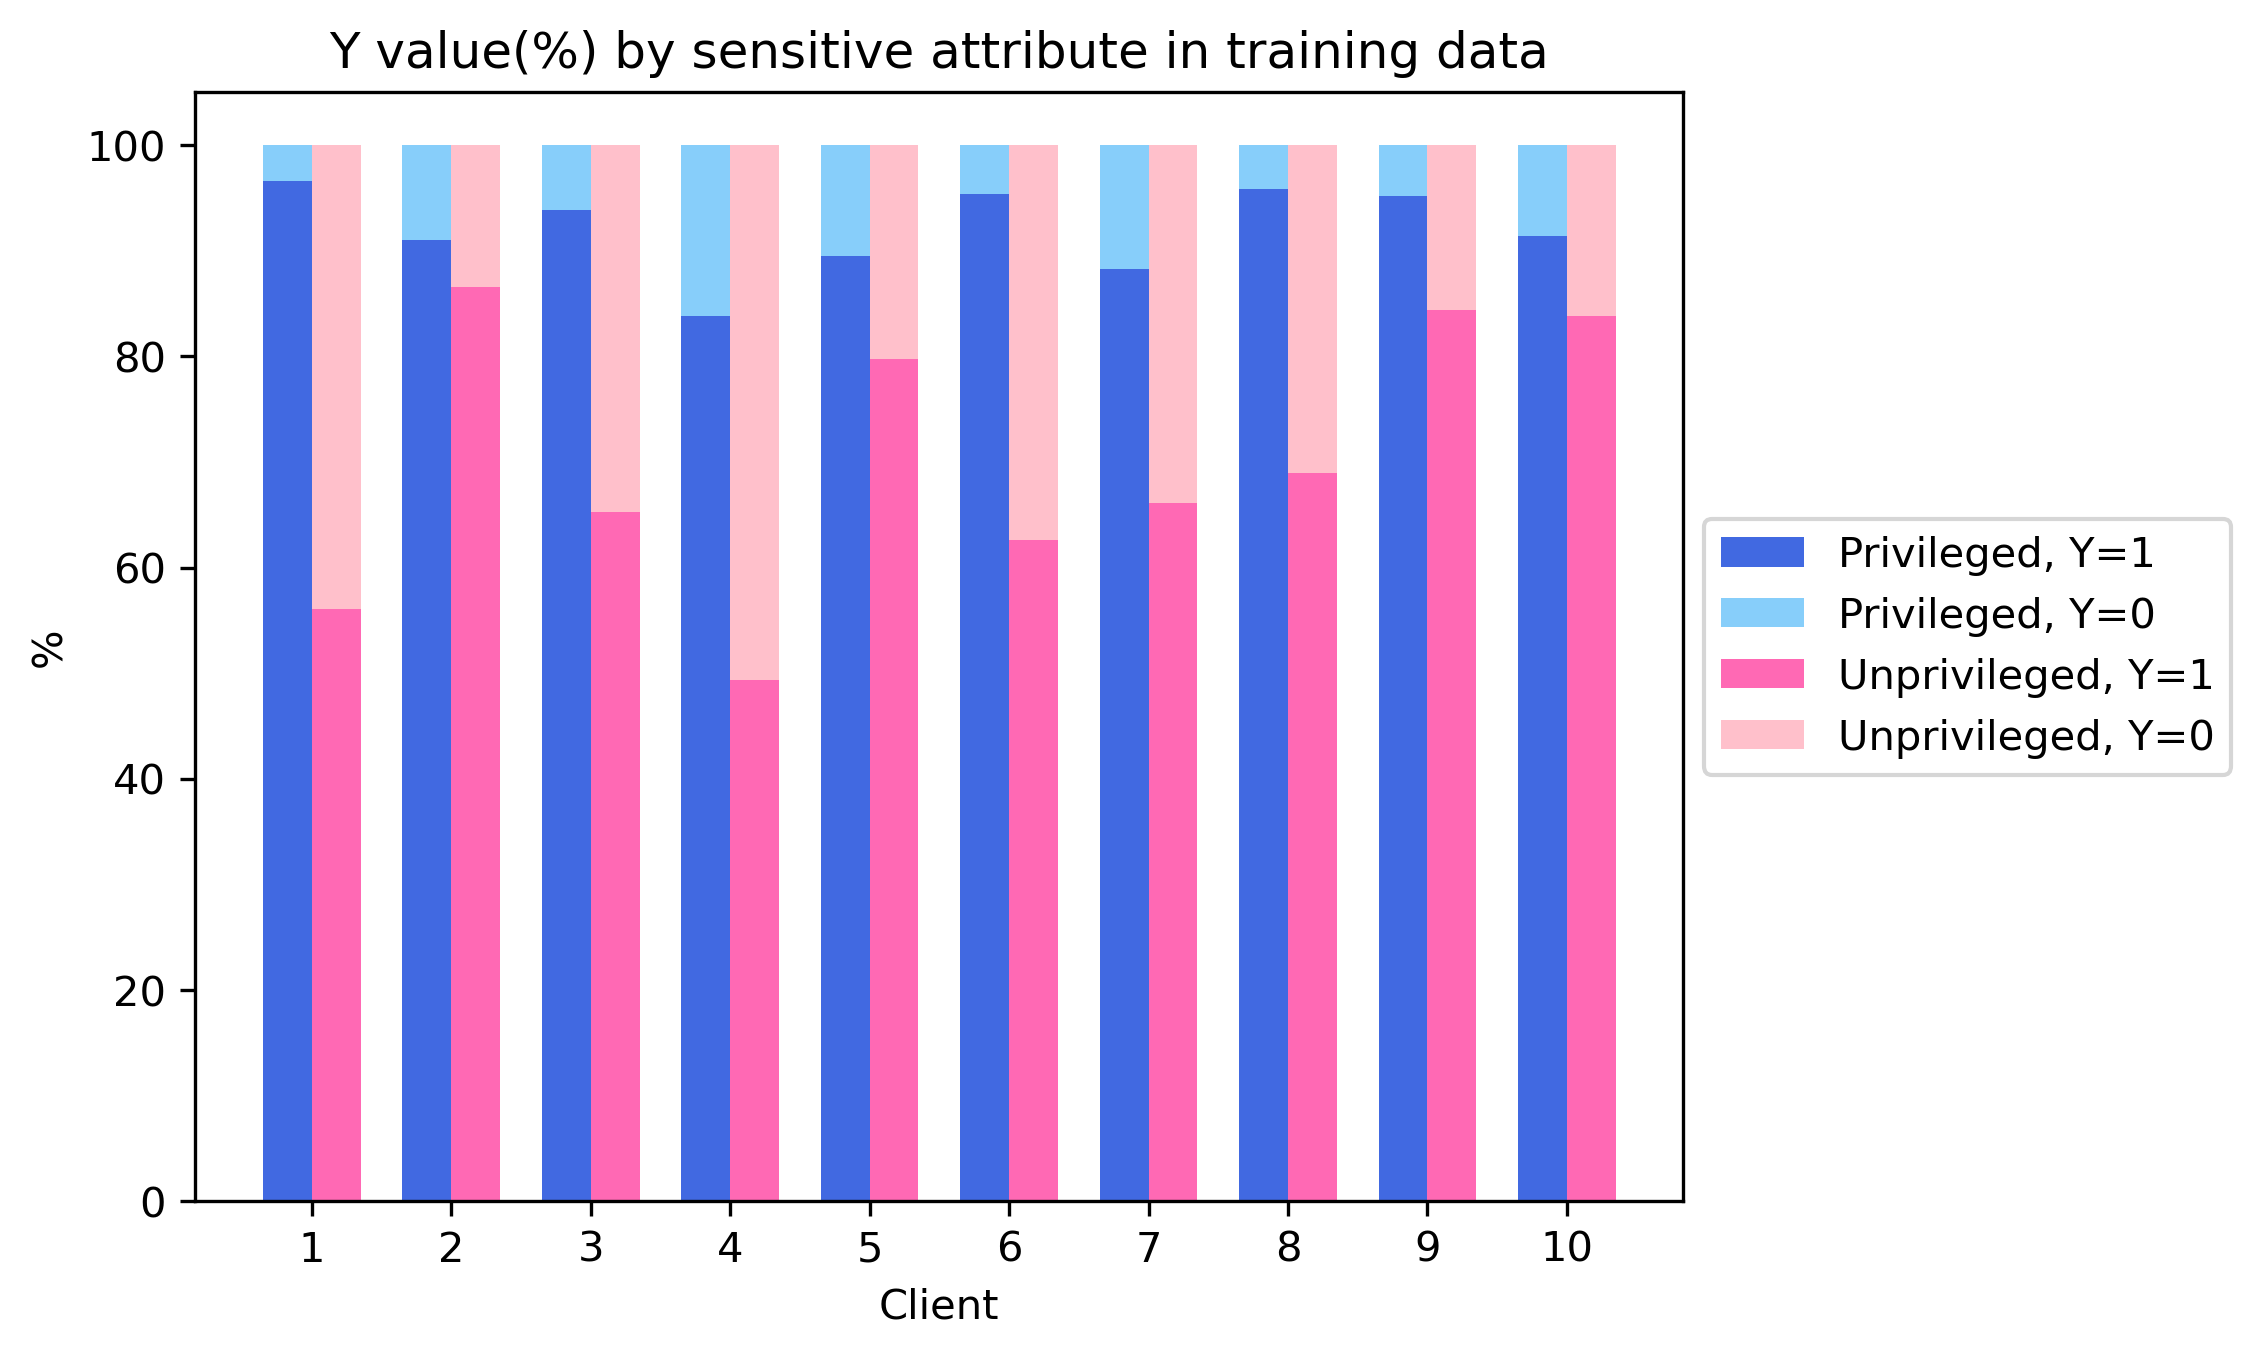 Y value(%) by sensitive attribute in training data
100
80
60
40
20
0
%
1 2 3 4 5 6 7 8 9 10
Client
Privileged, Y=1
Privileged, Y=0
Unprivileged, Y=1
Unprivileged, Y=0